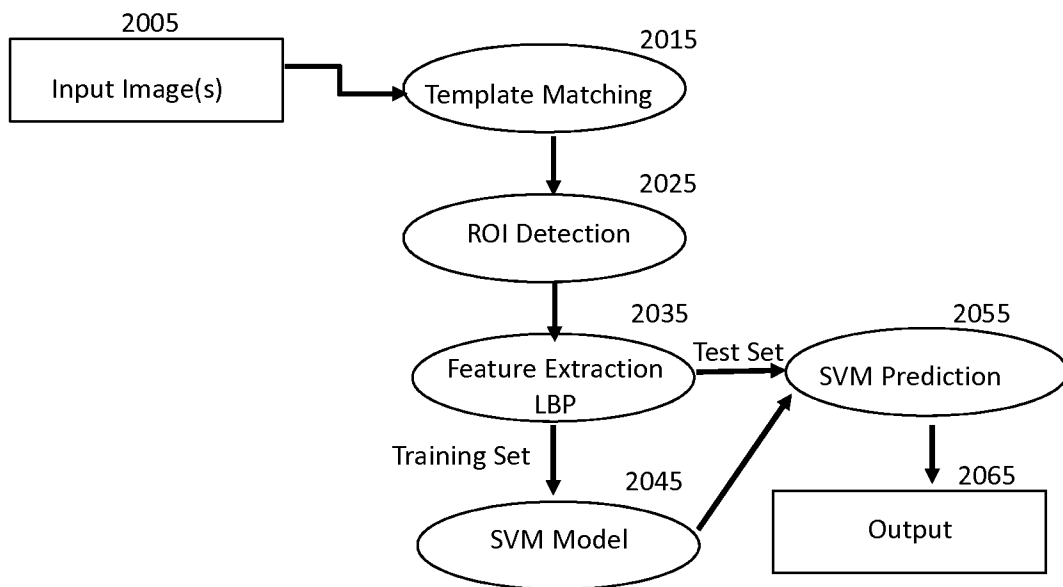 2005
Input Image(s)
2015
Template Matching
2025
ROI Detection
2035
Feature Extraction
LBP
Test Set
2055
SVM Prediction
Training Set
2045
SVM Model
2065
Output